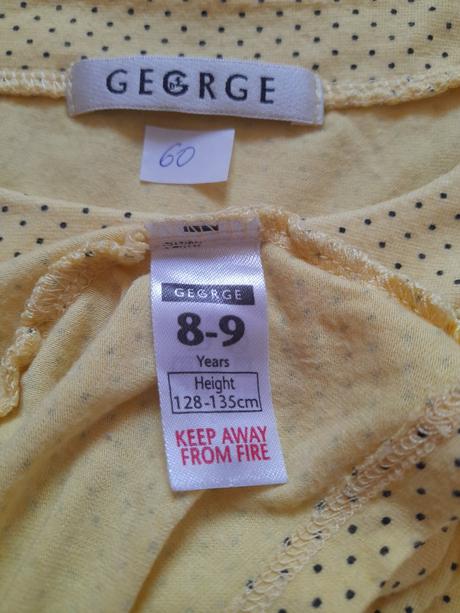 GEORGE
60
GEORGE
8-9
Years
Height
128-135cm
KEEP AWAY
FROM FIRE